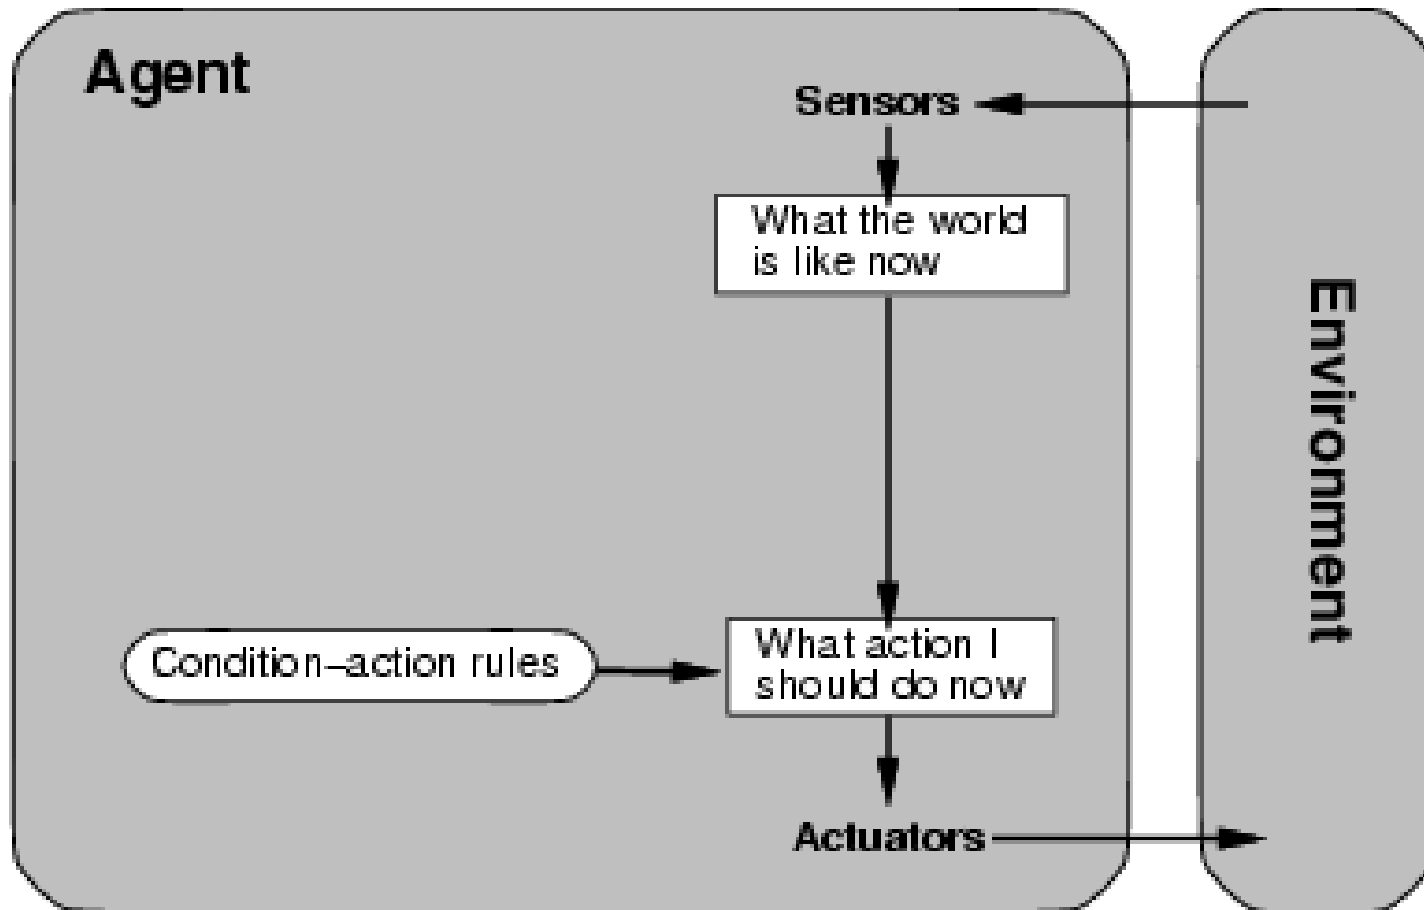 Agent
Sensors
What the world
is like now
Environment
Condition–action rules
What action I
should do now
Actuators